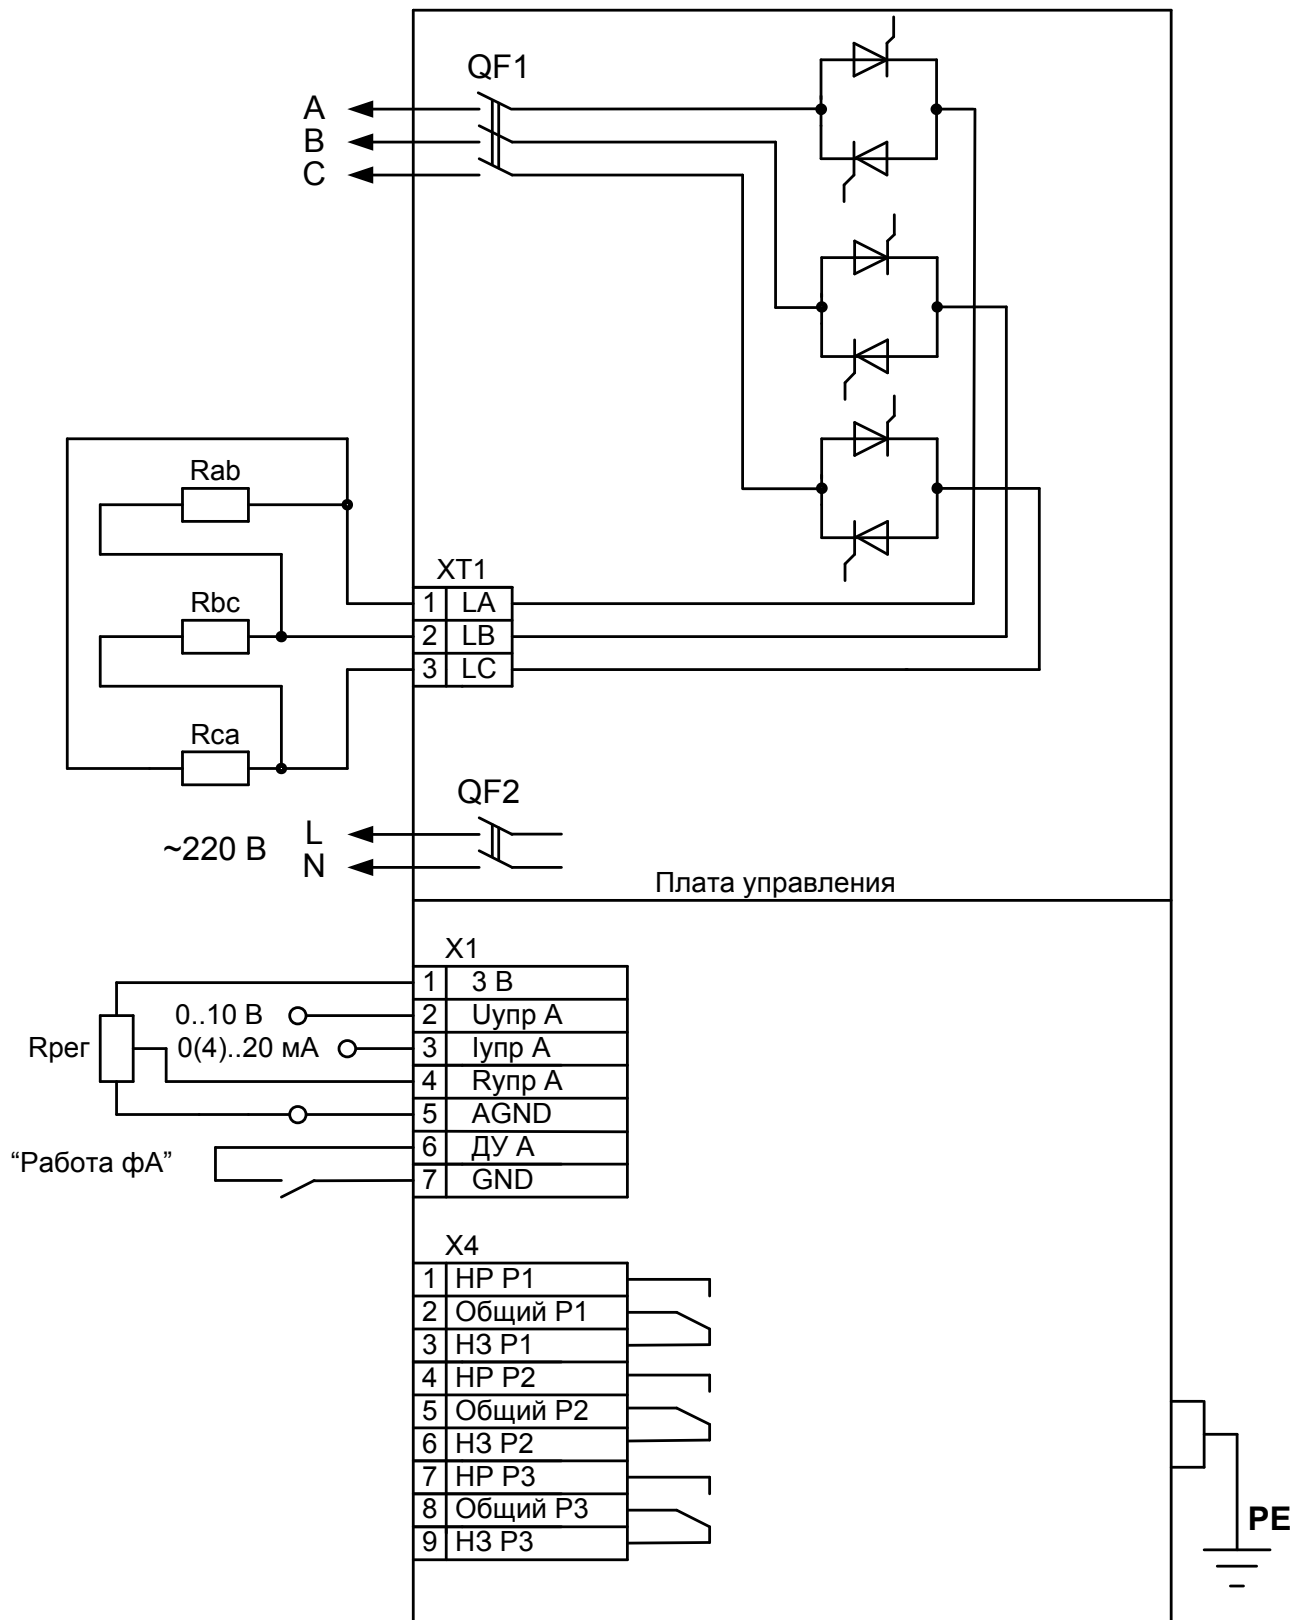 QF1
A
B
C
Rab
Rbc
Rca
XT1
1 LA
2 LB
3 LC
QF2
~220 В
L
N
Плата управления
X1
1 3 В
0..10 В 2 Uупр А
Rрег 0(4)..20 мА 3 Iупр А
4 Rупр А
5 AGND
“Работа фА” 6 ДУ А
7 GND
X4
1 НР Р1
2 Общий Р1
3 НЗ Р1
4 НР Р2
5 Общий Р2
6 НЗ Р2
7 НР Р3
8 Общий Р3
9 НЗ Р3
PE